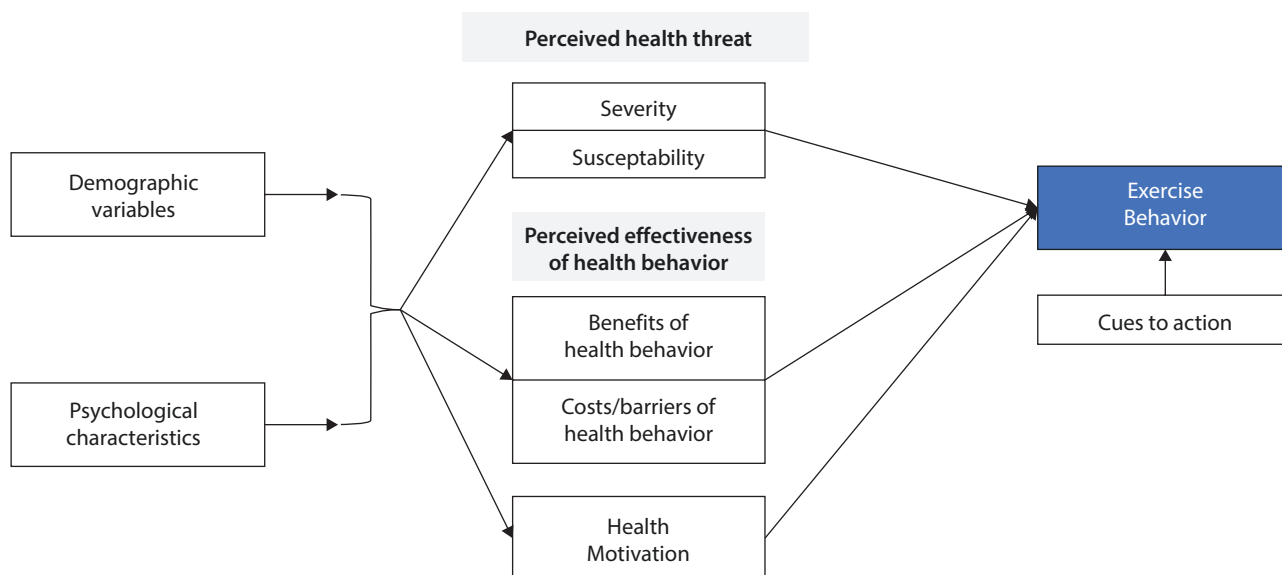 Perceived health threat
Severity
Susceptability
Demographic
variables
Exercise
Behavior
Perceived effectiveness
of health behavior
Benefits of
health behavior
Cues to action
Costs/barriers of
health behavior
Psychological
characteristics
Health
Motivation